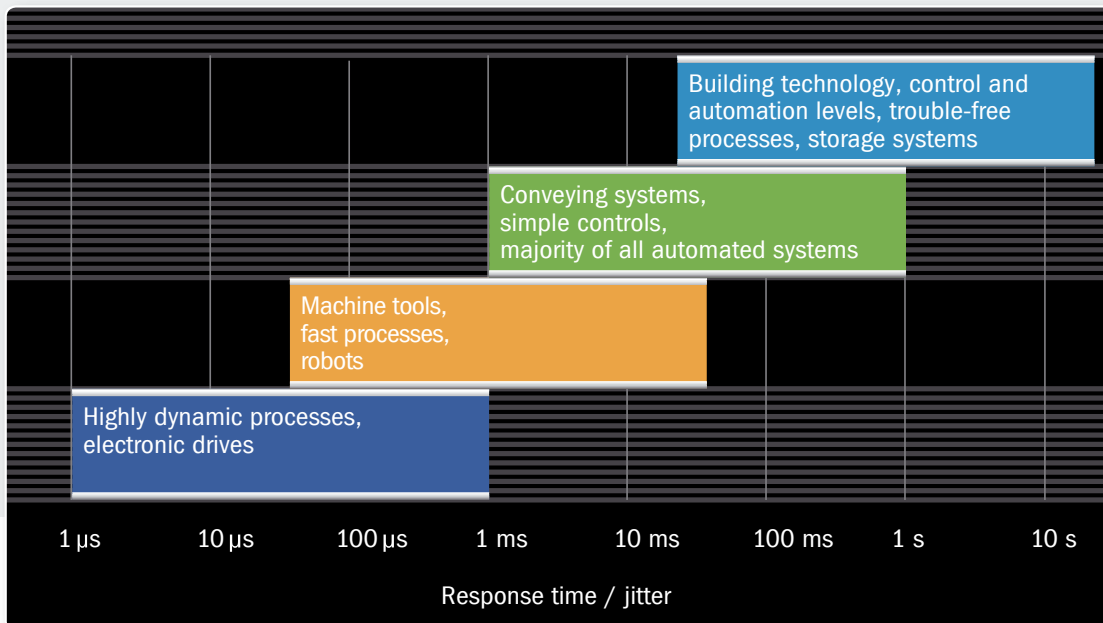 Building technology, control and
automation levels, trouble-free
processes, storage systems
Conveying systems,
simple controls,
majority of all automated systems
Machine tools,
fast processes,
robots
Highly dynamic processes,
electronic drives
1 µs 10 µs 100 µs 1 ms 10 ms 100 ms 1 s 10 s
Response time / jitter